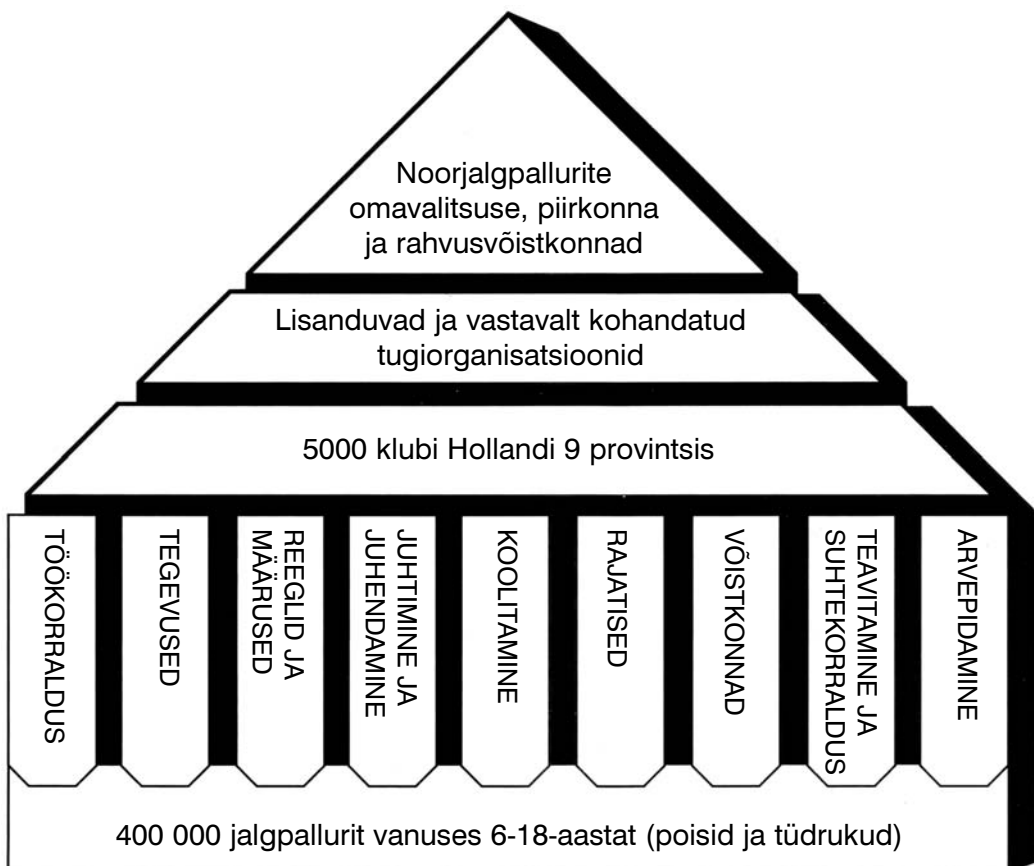 Noorjalgpallurite
omavalitsuse, piirkonna
ja rahvusvõistkonnad
Lisanduvad ja vastavalt kohandatud
tugiorganisatsioonid
5000 klubi Hollandi 9 provintsis
TÖÖKORRALDUS
TEGEVUSED
REEGLID JA
MÄÄRUSED
JUHTIMINE JA
JUHENDAMINE
KOOLITAMINE
RAJATISED
VÕISTKONNAD
TEAVITAMINE JA
SUHTEKORRALDUS
ARVEPIDAMINE
400 000 jalgpallurit vanuses 6-18-aastat (poisid ja tüdrukud)